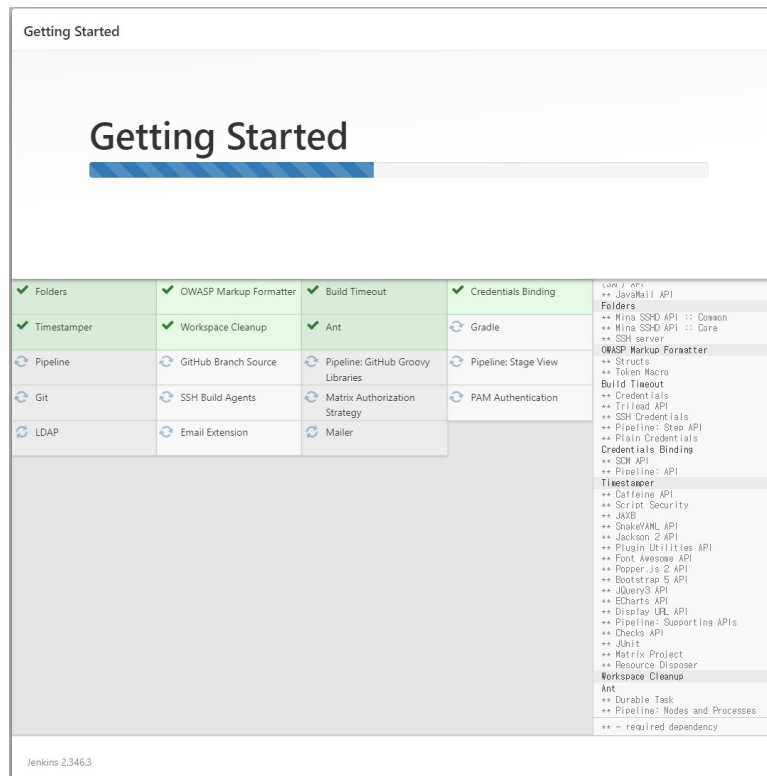 Getting Started
Getting Started
Folders
OWASP Markup Formatter
Build Timeout
Credentials Binding
Timestamper
Workspace Cleanup
Ant
Gradle
Pipeline
GitHub Branch Source
Pipeline: GitHub Groovy
Libraries
Pipeline: Stage View
Git
SSH Build Agents
Matrix Authorization
Strategy
PAM Authentication
LDAP
Email Extension
Mailer
API
** JavaMail API
Folders
** Mina SSHD API :: Common
** Mina SSHD API :: Core
** SSH server
OWASP Markup Formatter
** Structs
** Token Macro
Build Timeout
** Credentials
** Trilead API
** SSH Credentials
** Pipeline: Step API
** Plain Credentials
Credentials Binding
** SCM API
** Pipeline: API
Timestamper
** Caffeine API
** Script Security
** JAXB
** SnakeYAML API
** Jackson 2 API
** Plugin Utilities API
** Font Awesome API
** Popper.js 2 API
** Bootstrap 5 API
** JQuery3 API
** ECharts API
** Display URL API
** Pipeline: Supporting APIs
** Checks API
** JUnit
** Matrix Project
** Resource Disposer
Workspace Cleanup
Ant
** Durable Task
** Pipeline: Nodes and Processes
** - required dependency
Jenkins 2.346.3